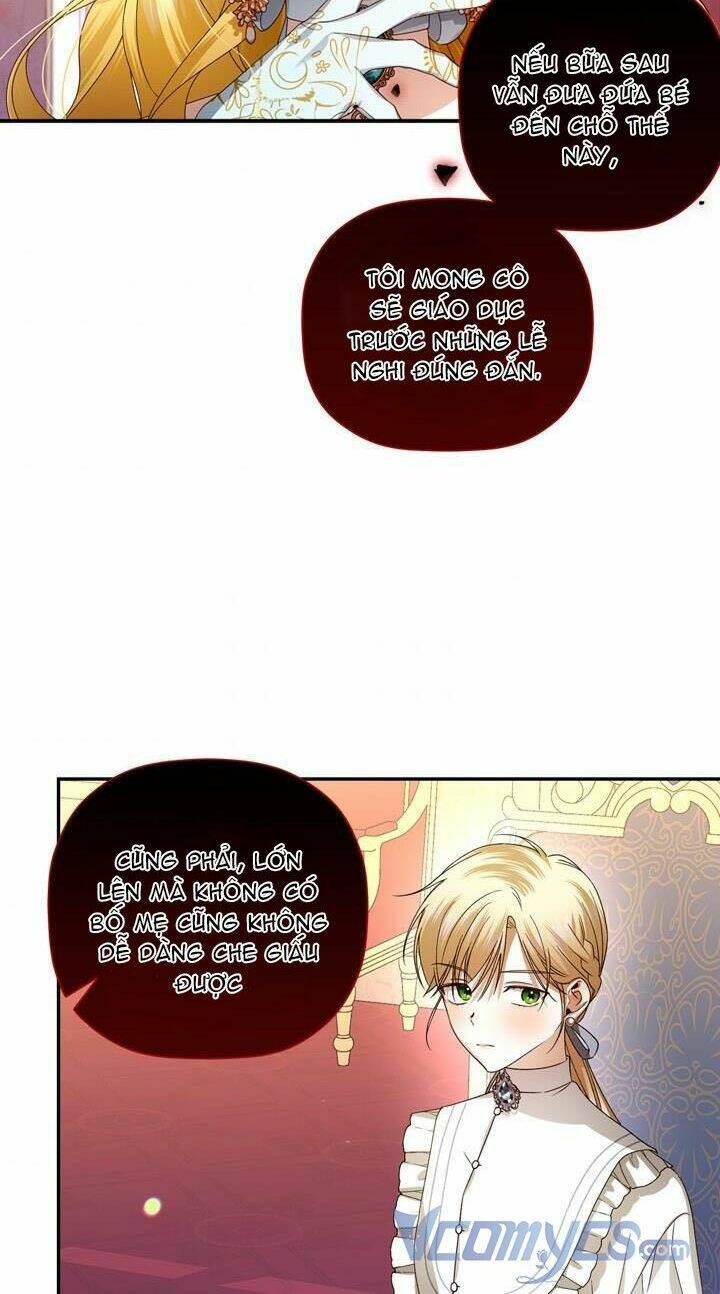 NẾU BỮA SAU
VẪN ĐƯA ĐỨA BÉ
ĐẾN CHỖ THẾ
NÀY,
TÔI MONG CÔ
SẼ GIÁO DỤC
TRƯỚC NHỮNG LỄ
NGHI ĐÚNG ĐẮN.
CŨNG PHẢI, LỚN
LÊN MÀ KHÔNG CÓ
BỐ MẸ CŨNG KHÔNG
DỄ DÀNG CHE GIẤU
ĐƯỢC
VCOMYCS.COM